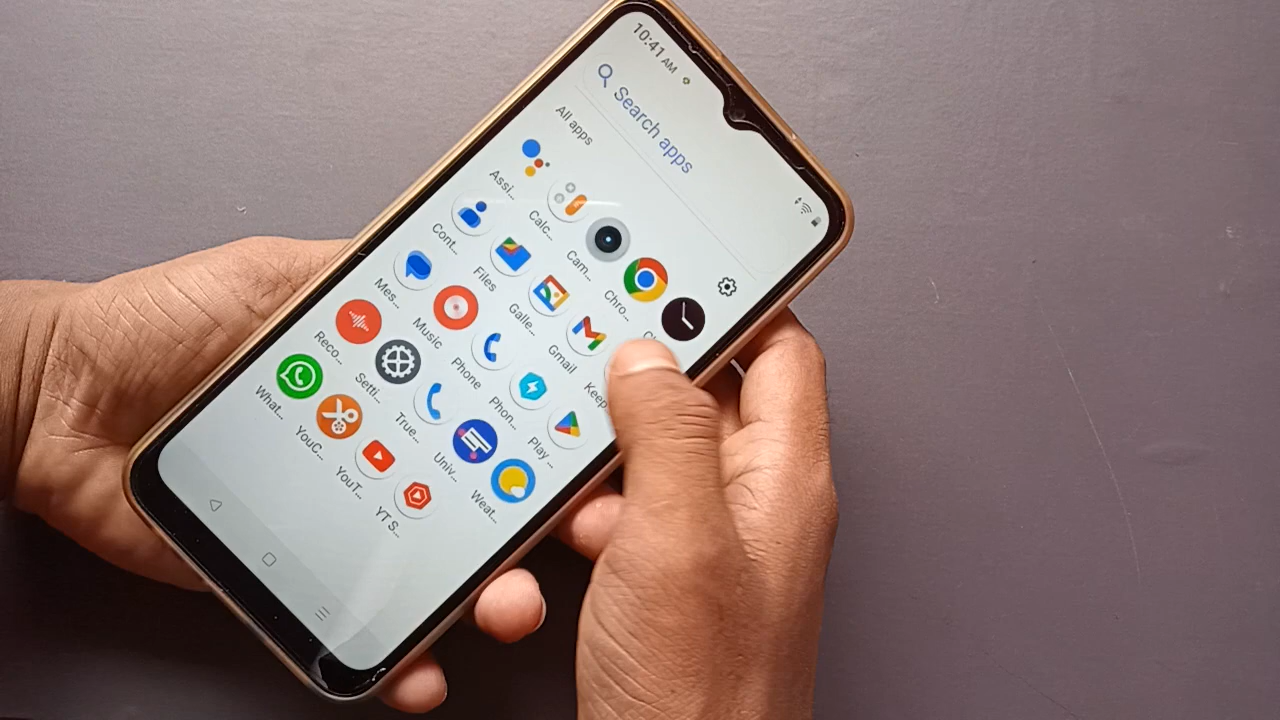 10:41 AM
Search apps
All apps
Assi...
Calc...
Cam...
Chro...
Cont...
Files
Galle...
Gmail
Keep
Mes...
Music
Phone
Phon...
Play ...
Reco...
Setti...
True...
Univ...
Weat...
What...
YouC...
YouT...
YT S...